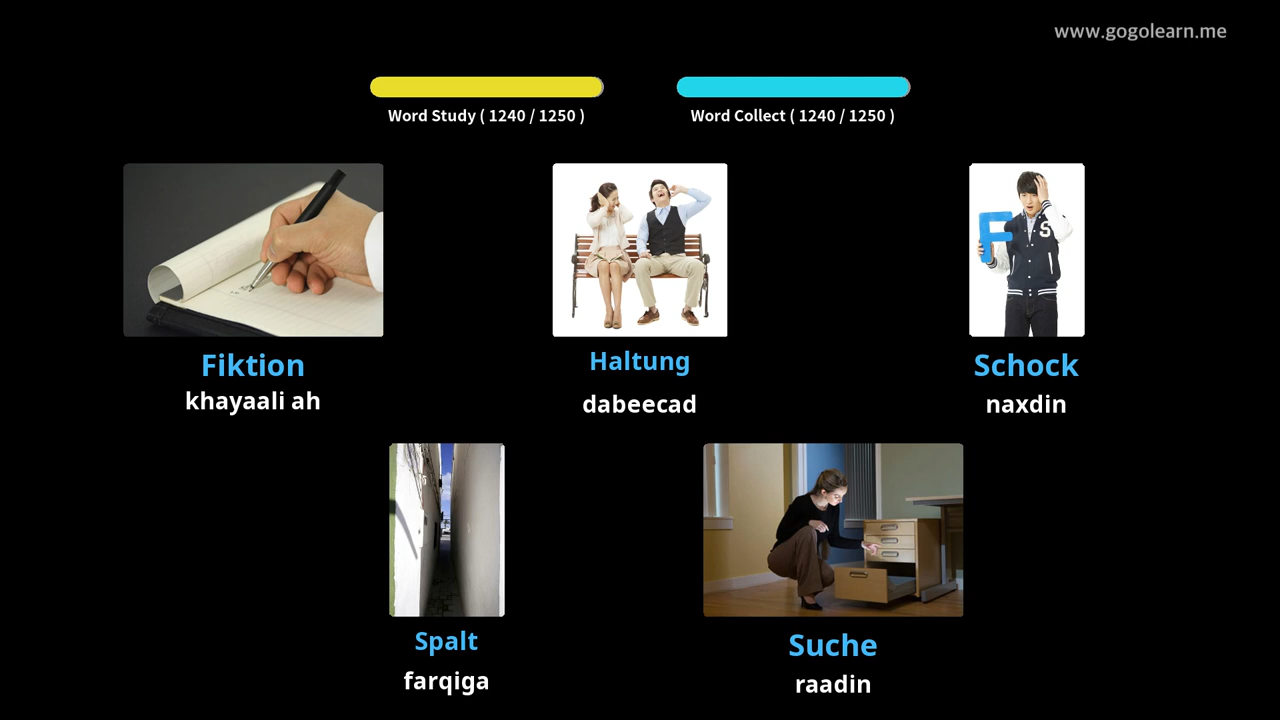 www.gogolearn.me
Word Study ( 1240 / 1250 )
Word Collect ( 1240 / 1250 )
F
S
Fiktion
khayaali ah
Haltung
dabeecad
Schock
naxdin
Spalt
farqiga
Suche
raadin